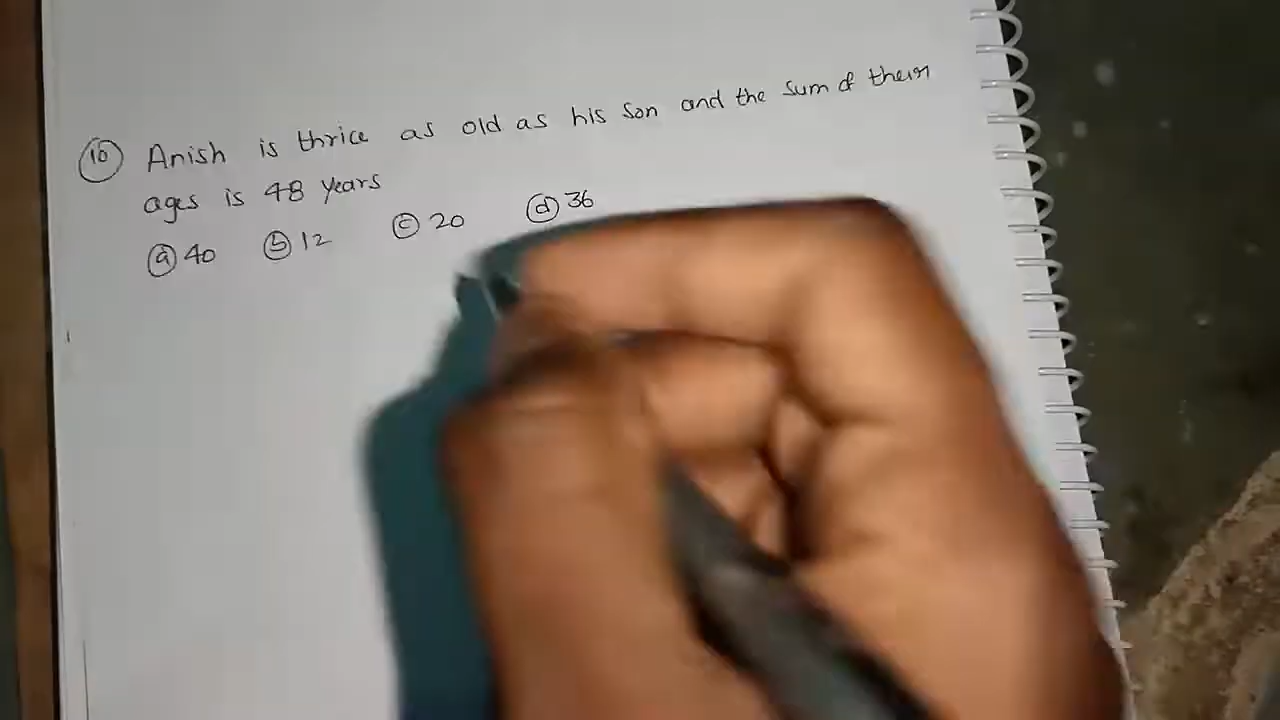 16 Anish is thrice as old as his son and the sum of their
ages is 48 years
a 40 b 12 c 20 d 36